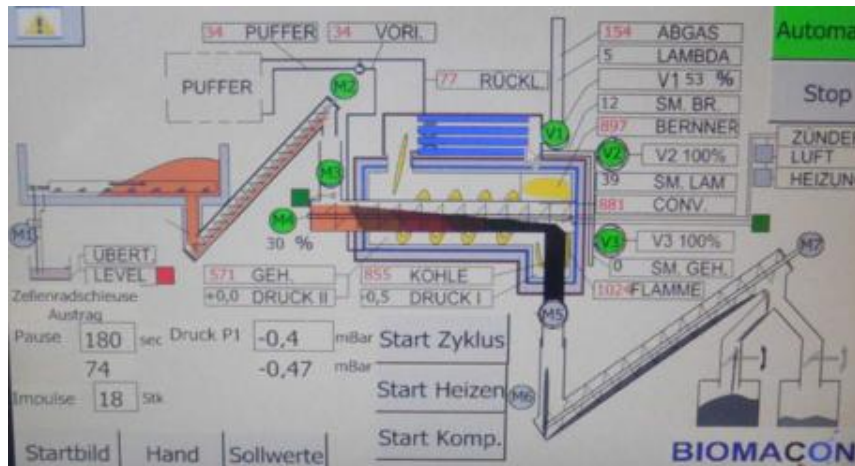 34 PUFFER 34 VORI.
154 ABGAS
Automa
5 LAMBDA
77 RÜCKL.
V1 53 %
PUFFER
M2
Stop
12 SM. BR.
897 BERNNER
V1
ZÜNDER
V2
V2 100%
LUFT
M3
39 SM. LAM
HEIZUNG
881 CONV.
M4
30 %
M1
V3
V3 100%
M7
ÜBERT.
LEVEL
571 GEH.
855 KOHLE
0 SM. GEH.
+0,0 DRUCK II
-0,5 DRUCK I
1024 FLAMME
Zellenradschleuse
Austrag
M5
Pause 180 sec Druck P1 -0,4 mBar
Start Zyklus
74 -0,47 mBar
Start Heizen
M6
Impulse 18 Stk
Start Komp.
Startbild Hand Sollwerte
BIOMACON